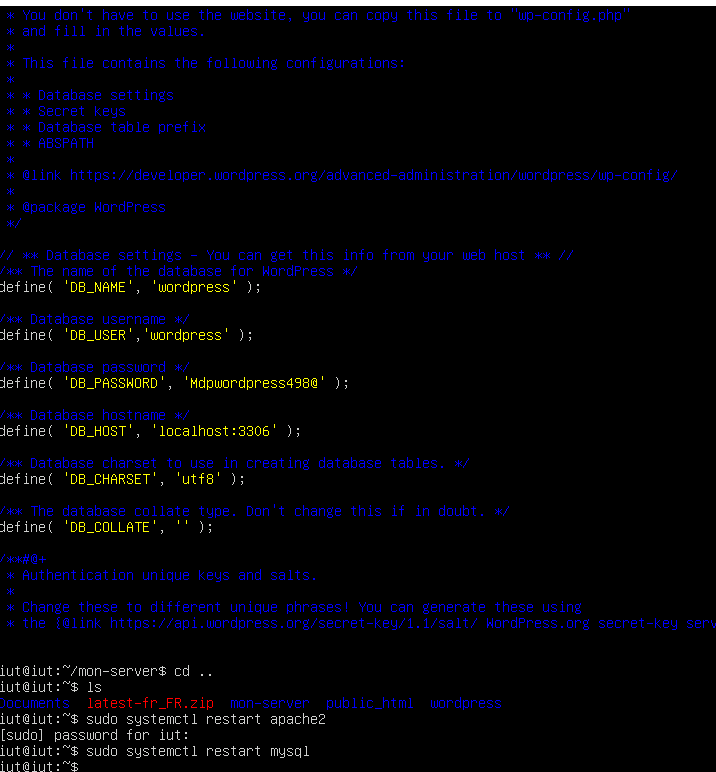 * You don't have to use the website, you can copy this file to "wp-config.php"
* and fill in the values.
*
* This file contains the following configurations:
*
* * Database settings
* * Secret keys
* * Database table prefix
* * ABSPATH
*
* @link https://developer.wordpress.org/advanced-administration/wordpress/wp-config/
*
* @package WordPress
*/
// ** Database settings - You can get this info from your web host ** //
/** The name of the database for WordPress */
define( 'DB_NAME', 'wordpress' );
/** Database username */
define( 'DB_USER','wordpress' );
/** Database password */
define( 'DB_PASSWORD', 'Mdpwordpress498@' );
/** Database hostname */
define( 'DB_HOST', 'localhost:3306' );
/** Database charset to use in creating database tables. */
define( 'DB_CHARSET', 'utf8' );
/** The database collate type. Don't change this if in doubt. */
define( 'DB_COLLATE', '' );
/**#@+
* Authentication unique keys and salts.
*
* Change these to different unique phrases! You can generate these using
* the {@link https://api.wordpress.org/secret-key/1.1/salt/ WordPress.org secret-key serv
iut@iut:~/mon-server$ cd ..
iut@iut:~$ ls
Documents latest-fr_FR.zip mon-server public_html wordpress
iut@iut:~$ sudo systemctl restart apache2
[sudo] password for iut:
iut@iut:~$ sudo systemctl restart mysql
iut@iut:~$